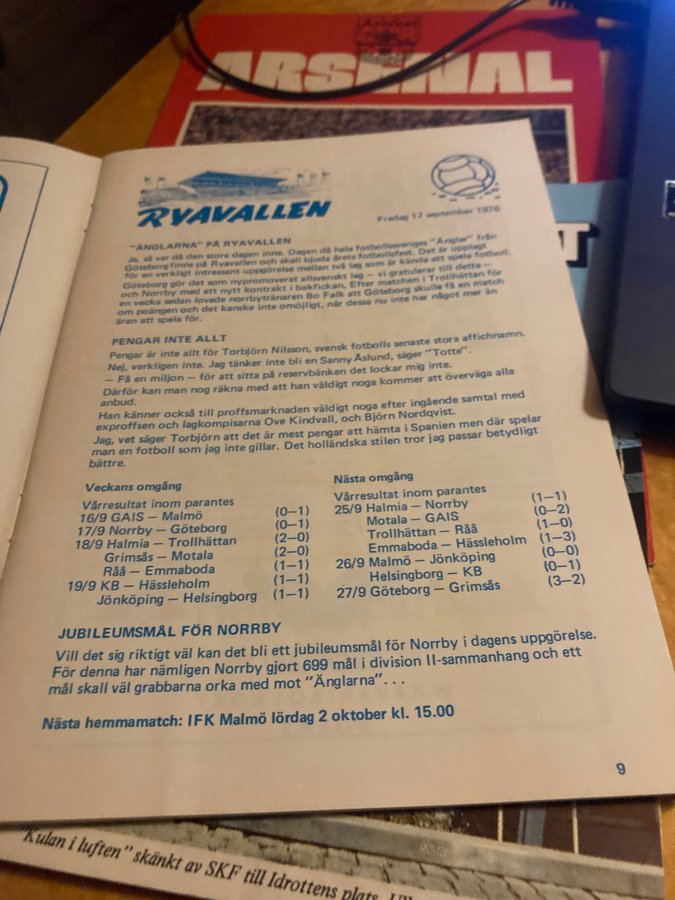 ARSENAL
RYAVALLEN
Fredag 17 september 1976
"ÄNGLARNA" PÅ RYAVALLEN
Ja, så var då den stora dagen inne. Dagen då hela fotbollssveriges "Änglar" från
Göteborg finns på Ryavallen och skall bjuda årets fotbollsfest. Det är upplagt
för en verkligt intressant uppgörelse mellan två lag som är kända att spela fotboll.
Göteborg gör det som nypromoverat allsvenskt lag — vi gratulerar till detta —
och Norrby med ett nytt kontrakt i bakfickan. Efter matchen i Trollhättan för
en vecka sedan lovade norrbytränaren Bo Falk att Göteborg skulle få en match
om poängen och det kanske inte omöjligt, när dessa nu inte har något mer än
äran att spela för.
PENGAR INTE ALLT
Pengar är inte allt för Torbjörn Nilsson, svensk fotbolls senaste stora affichnamn.
Nej, verkligen inte. Jag tänker inte bli en Sanny Åslund, säger "Totte".
— Få en miljon — för att sitta på reservbänken det lockar mig inte.
Därför kan man nog räkna med att han väldigt noga kommer att överväga alla
anbud.
Han känner också till proffsmarknaden väldigt noga efter ingående samtal med
exproffsen och lagkompisarna Ove Kindvall, och Björn Nordqvist.
Jag, vet säger Torbjörn att det är mest pengar att hämta i Spanien men där spelar
man en fotboll som jag inte gillar. Det holländska stilen tror jag passar betydligt
bättre.
Veckans omgång
Vårresultat inom parantes
16/9 GAIS — Malmö (0—1)
17/9 Norrby — Göteborg (0—1)
18/9 Halmia — Trollhättan (2—0)
Grimsås — Motala (2—0)
Råå — Emmaboda (1—1)
19/9 KB — Hässleholm (1—1)
Jönköping — Helsingborg (1—1)
Nästa omgång
Vårresultat inom parantes
25/9 Halmia — Norrby (1—1)
Motala — GAIS (0—2)
Trollhättan — Råå (1—0)
Emmaboda — Hässleholm (1—3)
26/9 Malmö — Jönköping (0—0)
Helsingborg — KB (0—1)
27/9 Göteborg — Grimsås (3—2)
JUBILEUMSMÅL FÖR NORRBY
Vill det sig riktigt väl kan det bli ett jubileumsmål för Norrby i dagens uppgörelse.
För denna har nämligen Norrby gjort 699 mål i division II-sammanhang och ett
mål skall väl grabbarna orka med mot "Änglarna". . .
Nästa hemmamatch: IFK Malmö lördag 2 oktober kl. 15.00
9
"Kulan i luften" skänkt av SKF till Idrottens plats.